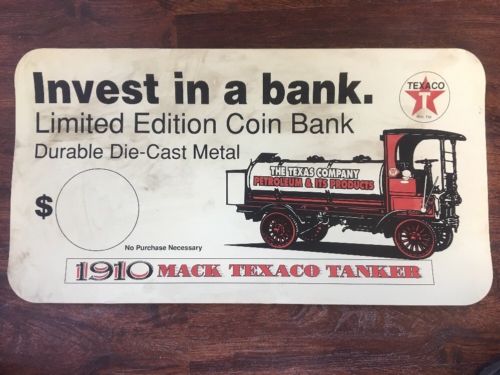 Invest in a bank.
Limited Edition Coin Bank
Durable Die-Cast Metal
TEXACO
T
THE TEXAS COMPANY
PETROLEUM & ITS PRODUCTS
$
No Purchase Necessary
1910 MACK TEXACO TANKER